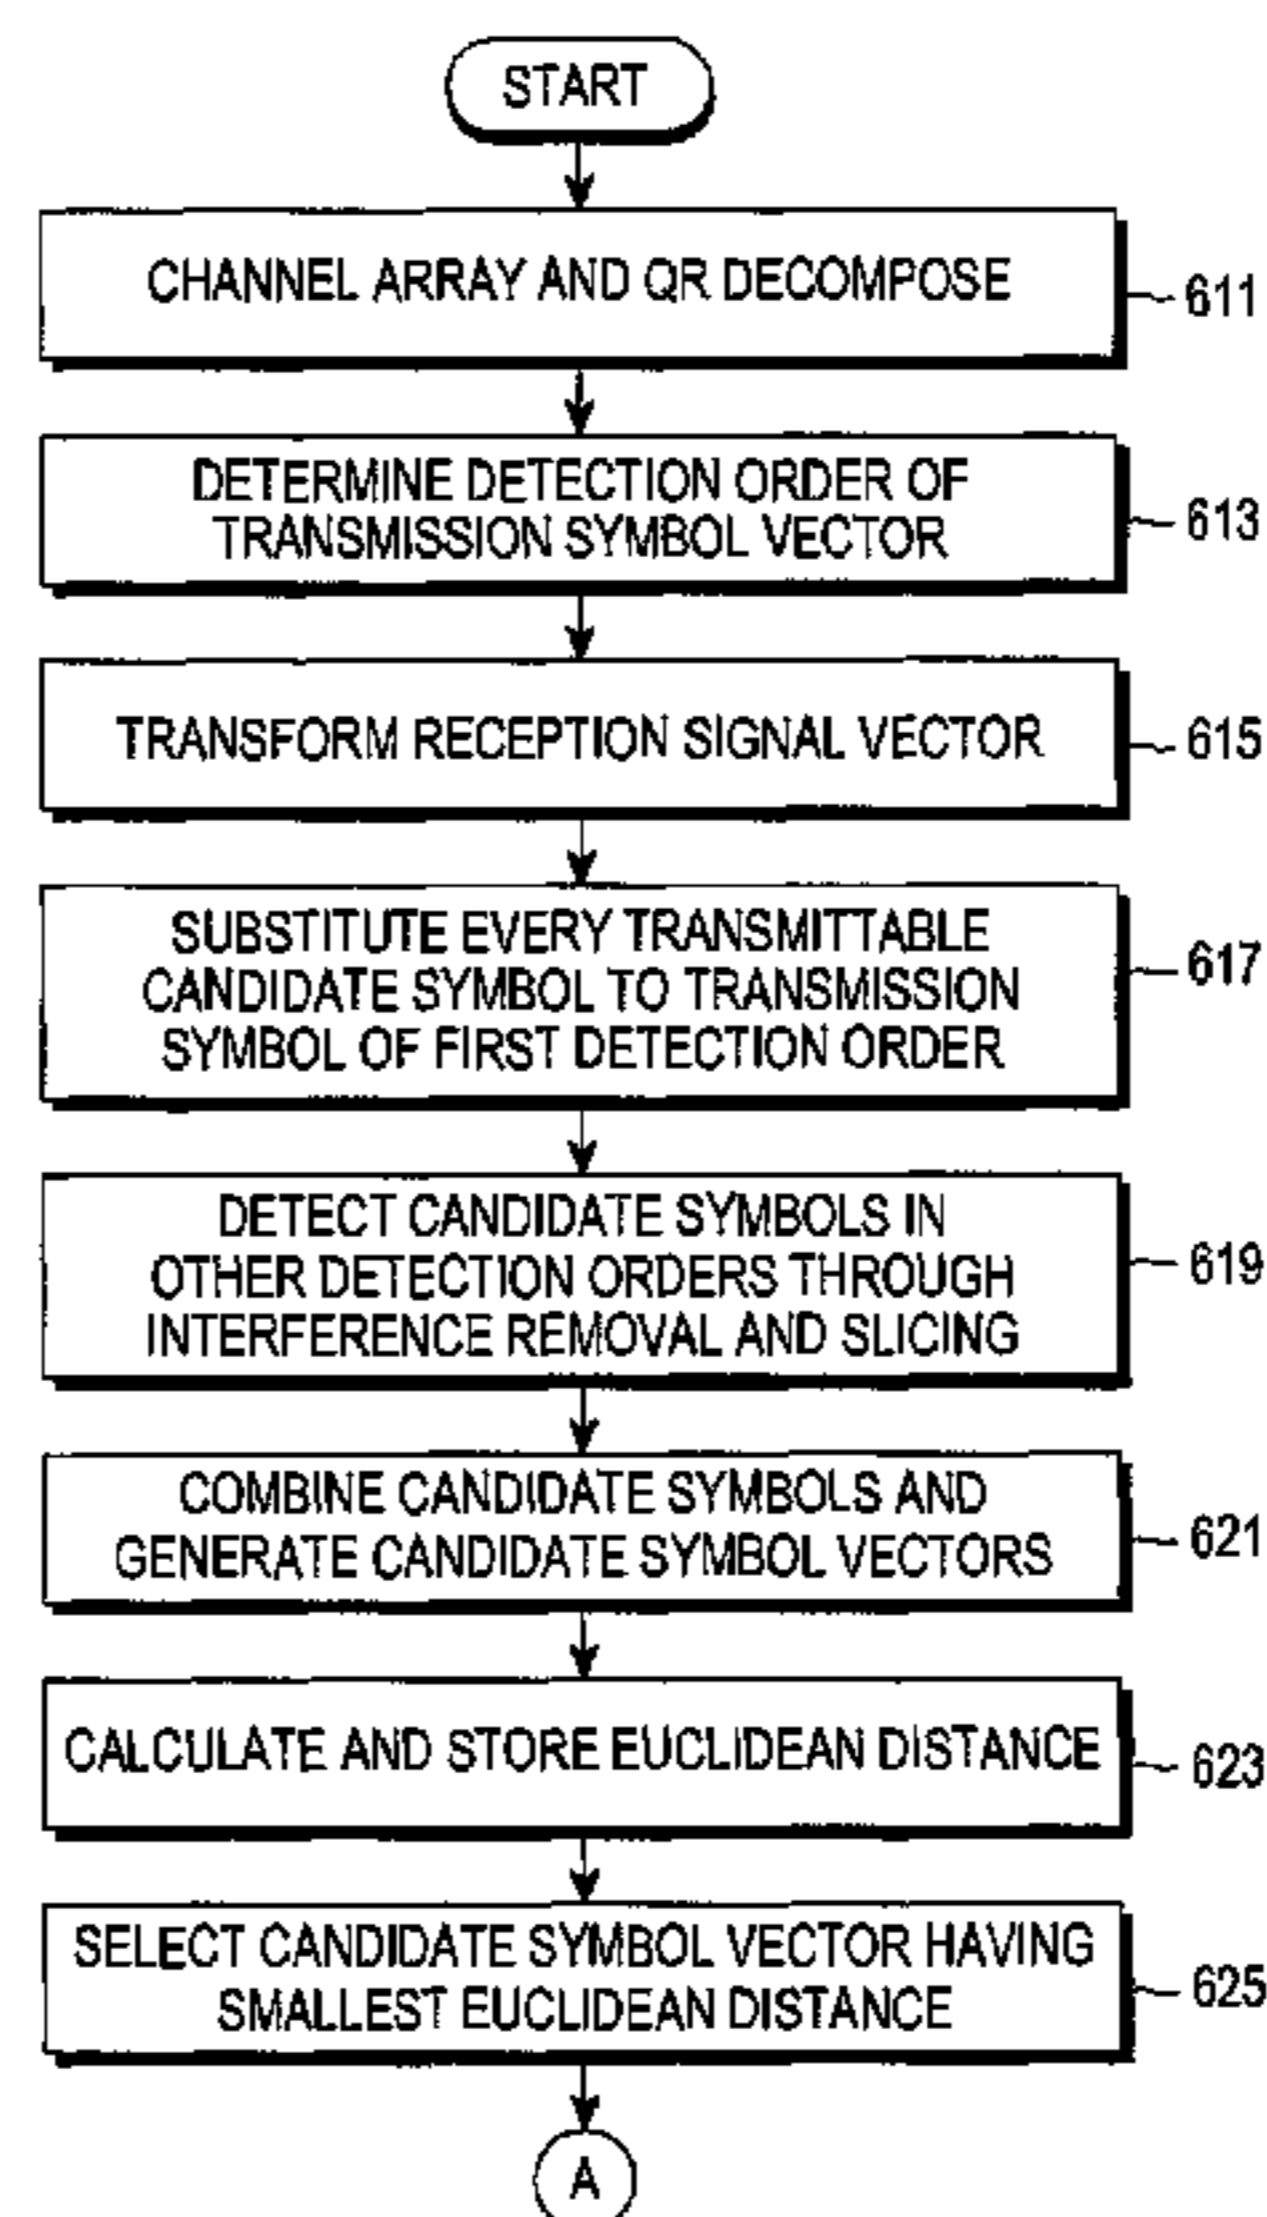 START
CHANNEL ARRAY AND QR DECOMPOSE
611
DETERMINE DETECTION ORDER OF
TRANSMISSION SYMBOL VECTOR
613
TRANSFORM RECEPTION SIGNAL VECTOR
615
SUBSTITUTE EVERY TRANSMITTABLE
CANDIDATE SYMBOL TO TRANSMISSION
SYMBOL OF FIRST DETECTION ORDER
617
DETECT CANDIDATE SYMBOLS IN
OTHER DETECTION ORDERS THROUGH
INTERFERENCE REMOVAL AND SLICING
619
COMBINE CANDIDATE SYMBOLS AND
GENERATE CANDIDATE SYMBOL VECTORS
621
CALCULATE AND STORE EUCLIDEAN DISTANCE
623
SELECT CANDIDATE SYMBOL VECTOR HAVING
SMALLEST EUCLIDEAN DISTANCE
625
A